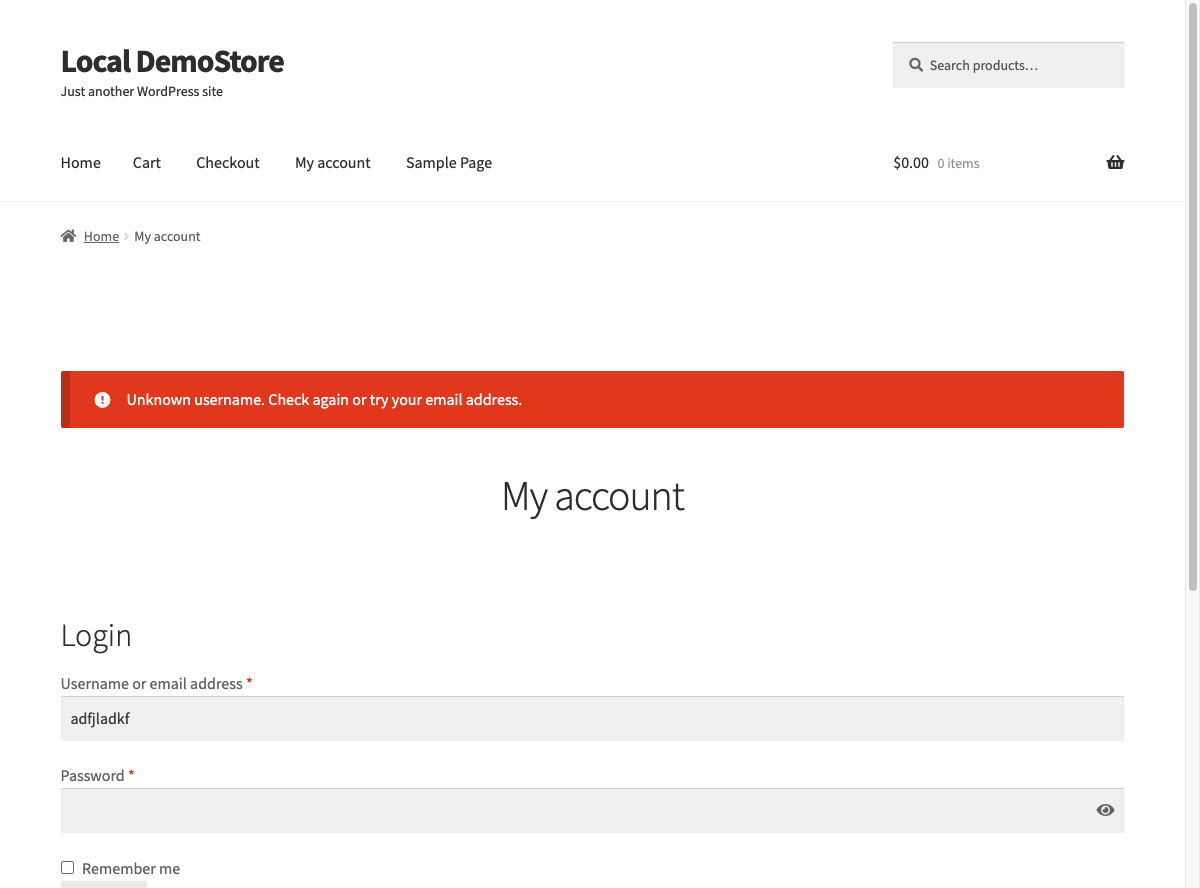 Local DemoStore
Just another WordPress site
Search products…
Home Cart Checkout My account Sample Page
$0.00 0 items
Home My account
Unknown username. Check again or try your email address.
My account
Login
Username or email address *
adfjladkf
Password *
Remember me